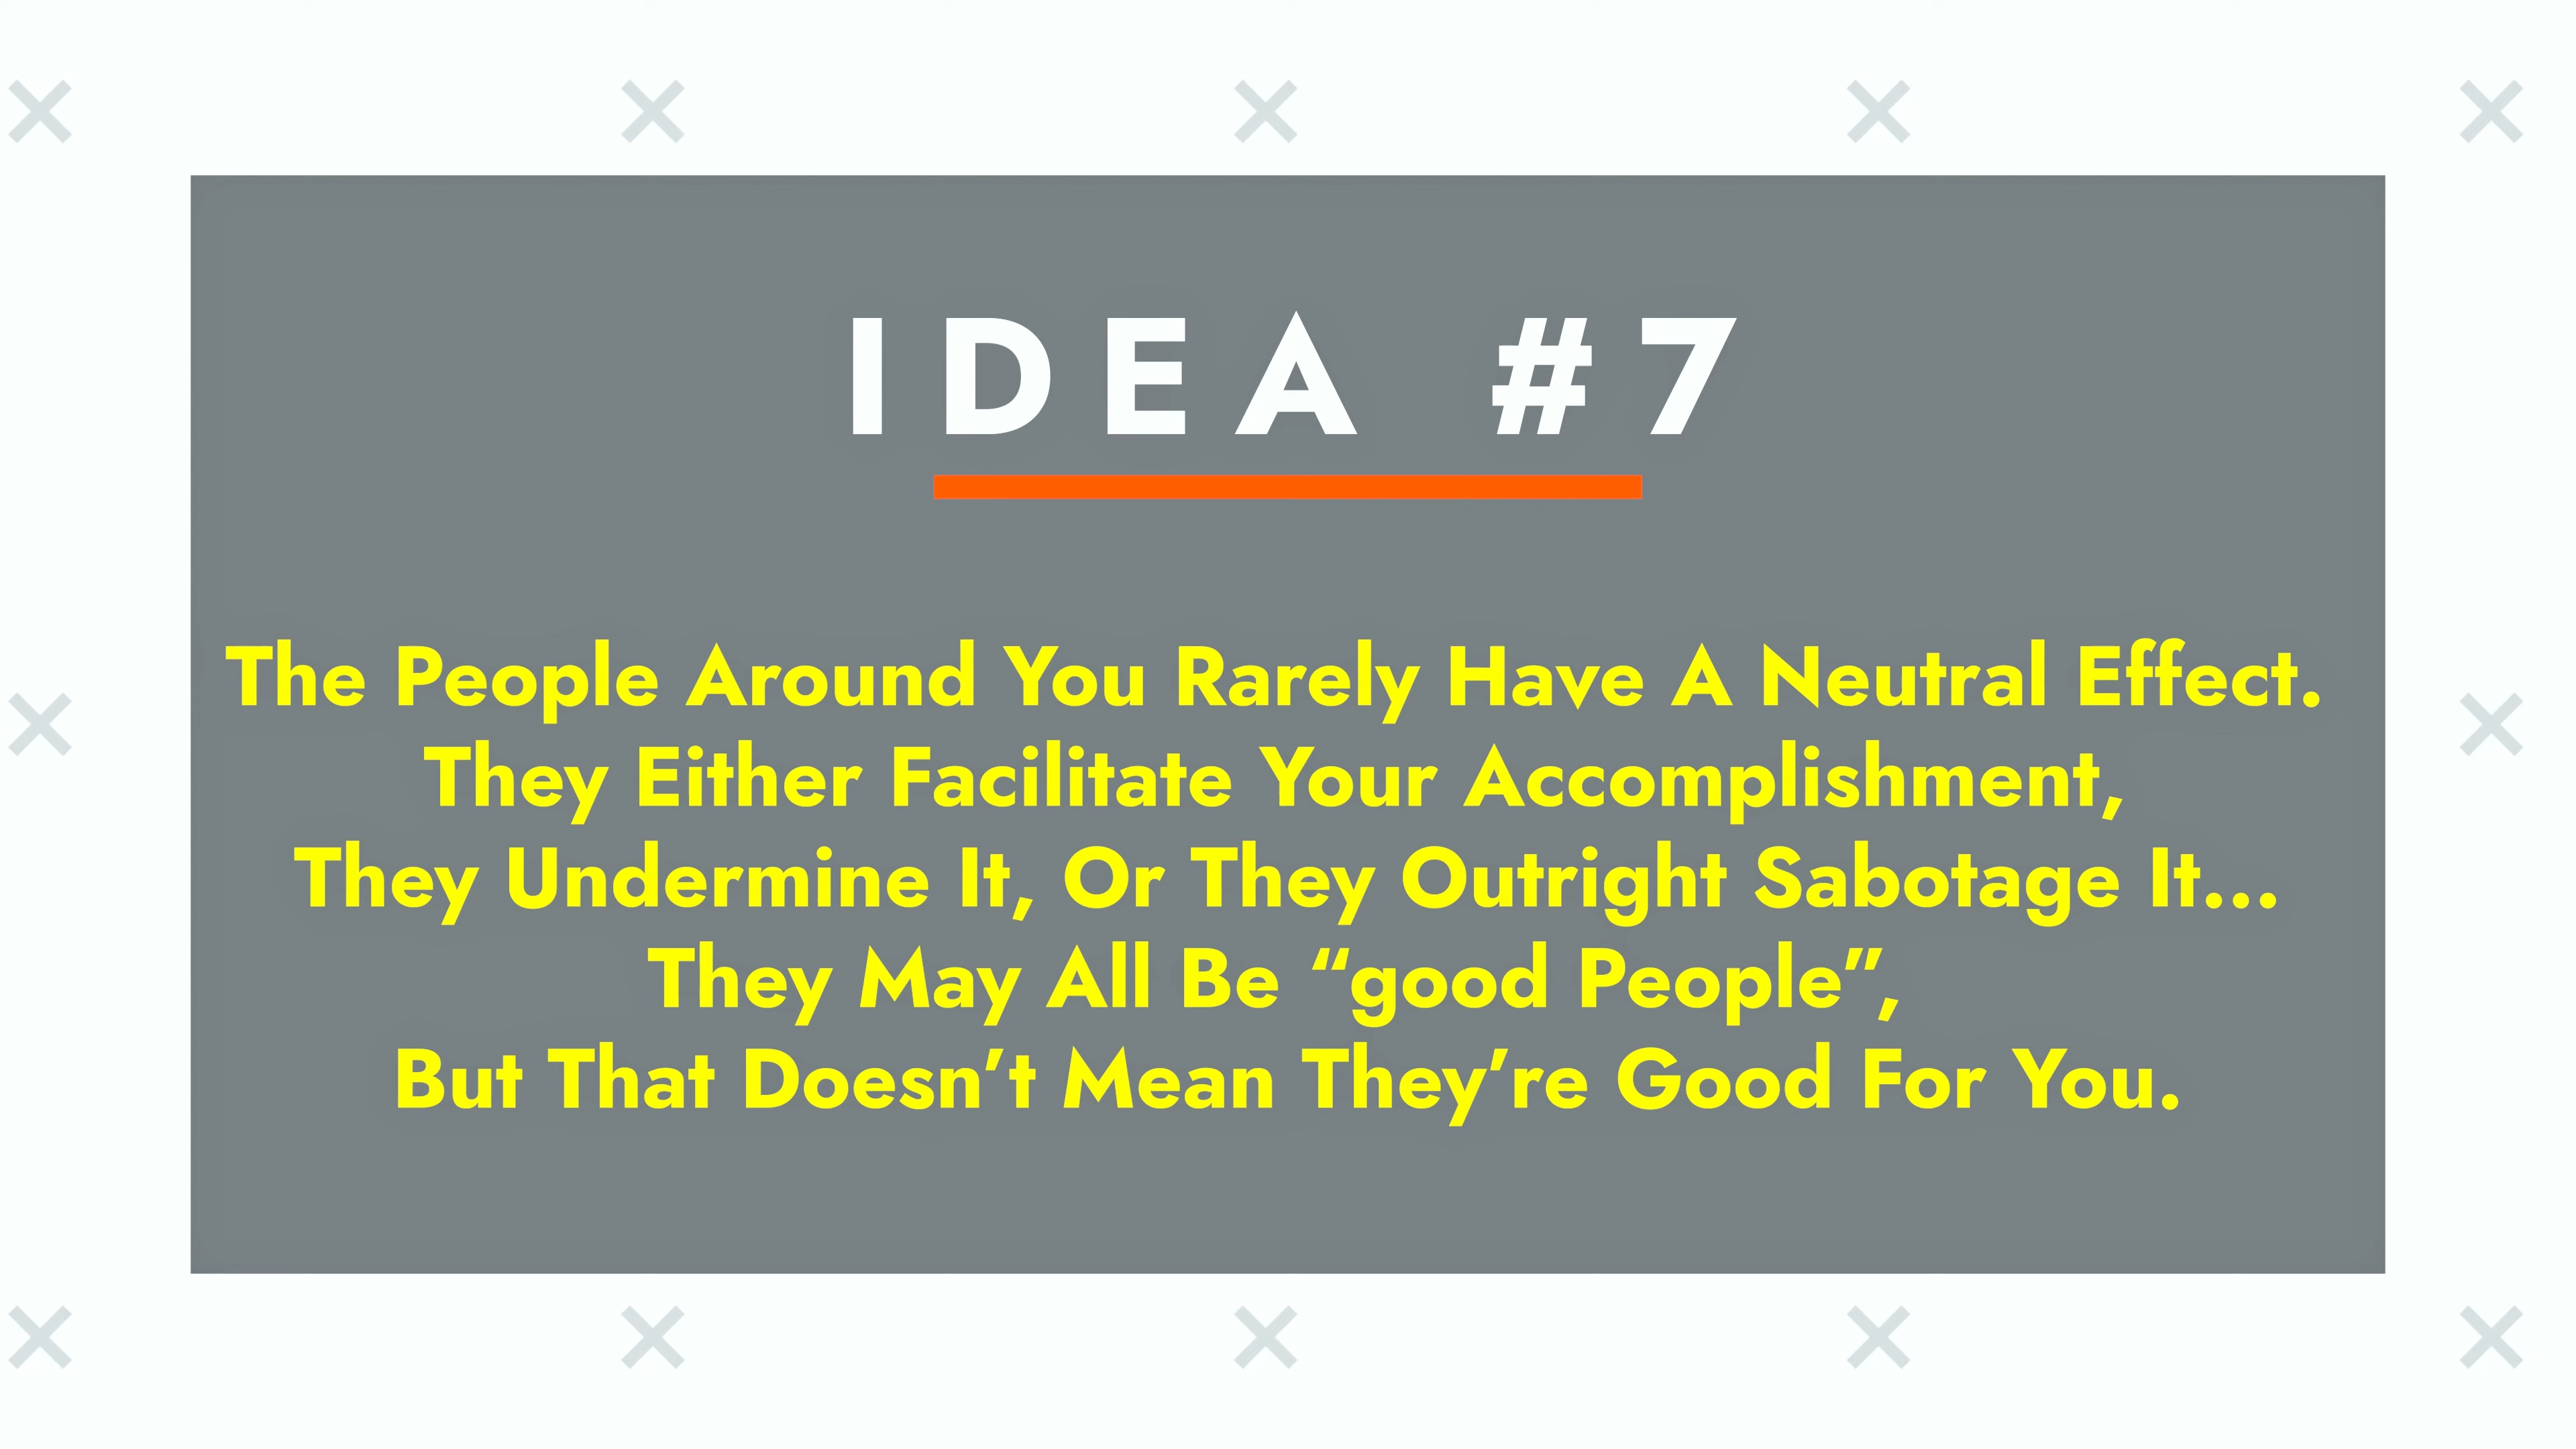 IDEA #7
The People Around You Rarely Have A Neutral Effect.
They Either Facilitate Your Accomplishment,
They Undermine It, Or They Outright Sabotage It...
They May All Be “good People”,
But That Doesn’t Mean They’re Good For You.